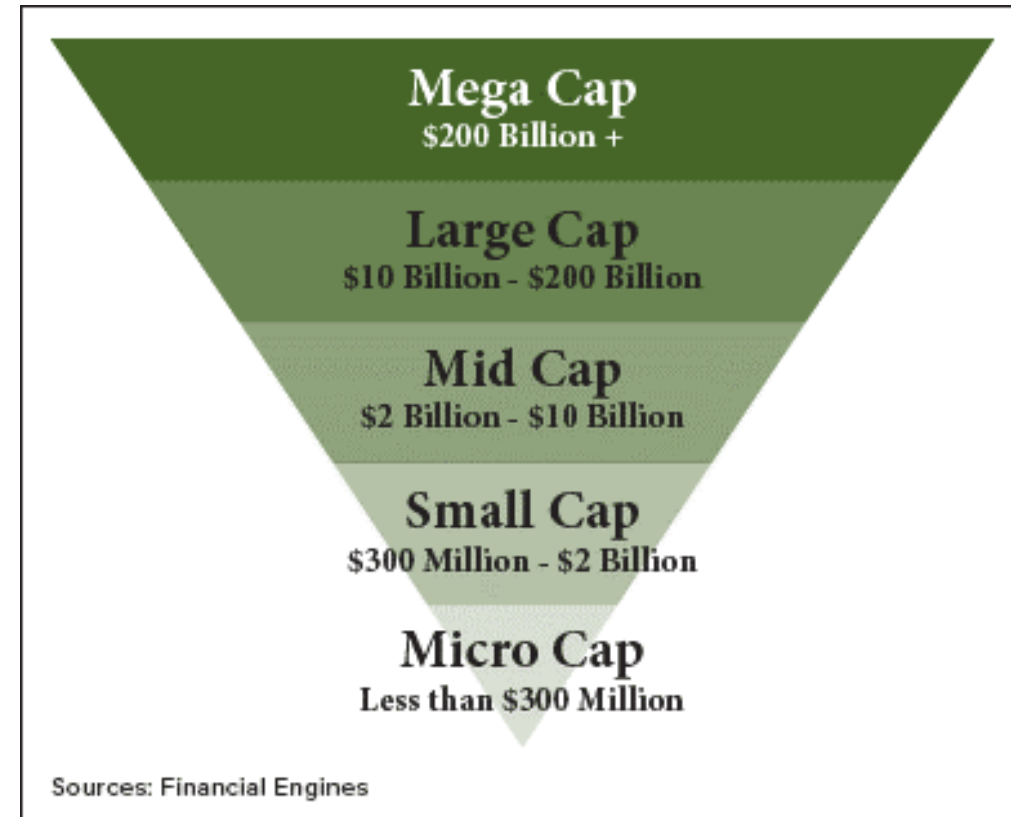 Mega Cap
$200 Billion +
Large Cap
$10 Billion - $200 Billion
Mid Cap
$2 Billion - $10 Billion
Small Cap
$300 Million - $2 Billion
Micro Cap
Less than $300 Million
Sources: Financial Engines